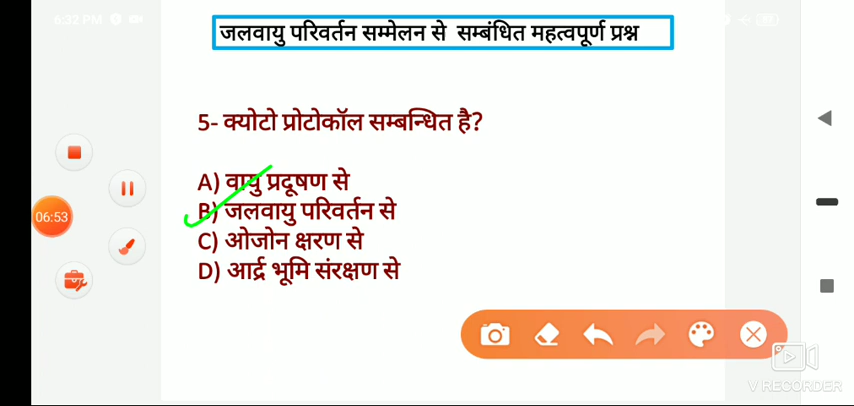 6:32 PM
जलवायु परिवर्तन सम्मेलन से सम्बंधित महत्वपूर्ण प्रश्न
5- क्योटो प्रोटोकॉल सम्बन्धित है?
A) वायु प्रदूषण से
B) जलवायु परिवर्तन से
C) ओजोन क्षरण से
D) आर्द्र भूमि संरक्षण से
06:53
V RECORDER